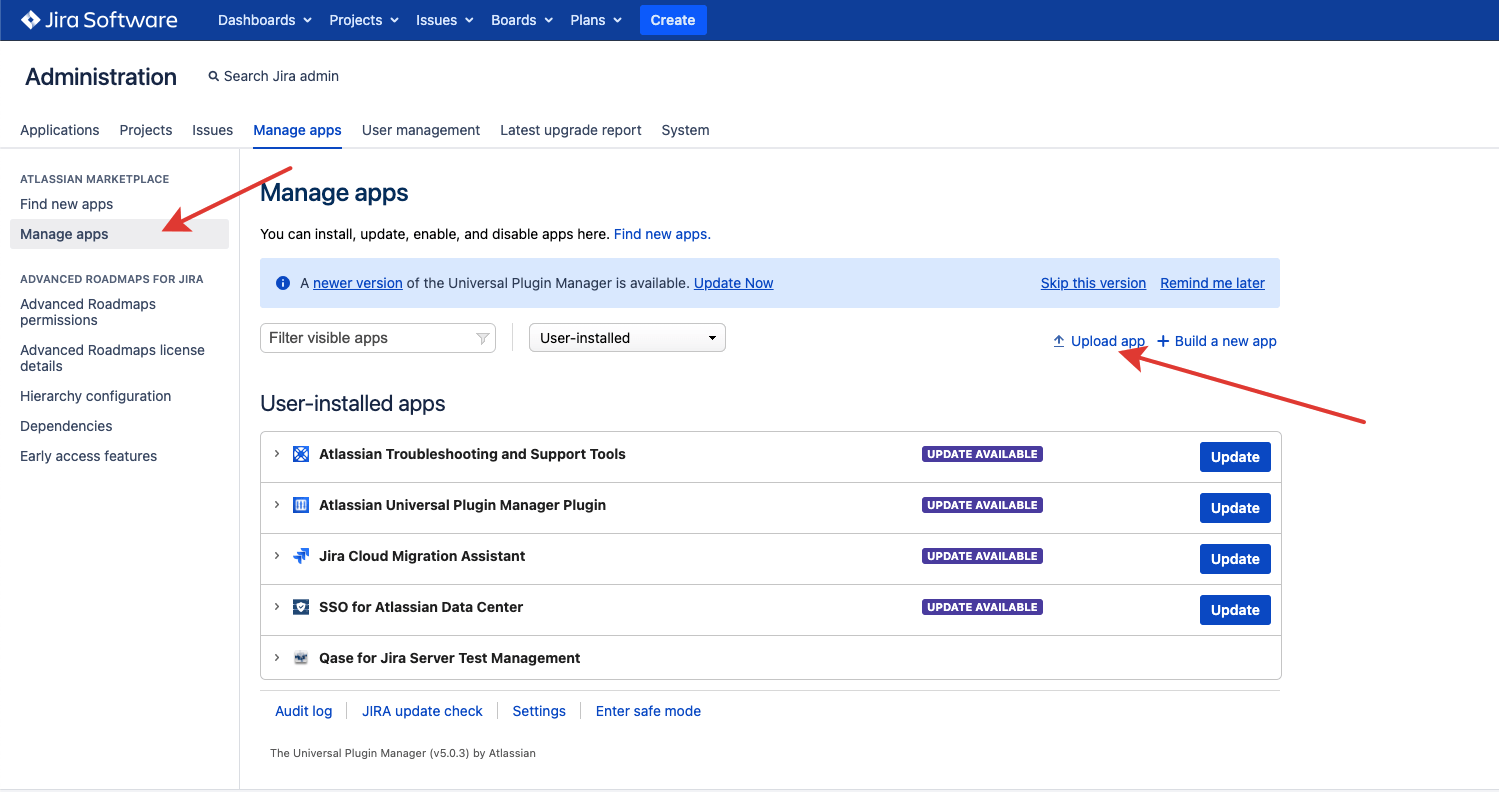 Jira Software Dashboards Projects Issues Boards Plans Create
Administration Search Jira admin
Applications Projects Issues Manage apps User management Latest upgrade report System
ATLASSIAN MARKETPLACE
Find new apps
Manage apps
ADVANCED ROADMAPS FOR JIRA
Advanced Roadmaps
permissions
Advanced Roadmaps license
details
Hierarchy configuration
Dependencies
Early access features
Manage apps
You can install, update, enable, and disable apps here. Find new apps.
A newer version of the Universal Plugin Manager is available. Update Now Skip this version Remind me later
Filter visible apps User-installed Upload app Build a new app
User-installed apps
Atlassian Troubleshooting and Support Tools UPDATE AVAILABLE Update
Atlassian Universal Plugin Manager Plugin UPDATE AVAILABLE Update
Jira Cloud Migration Assistant UPDATE AVAILABLE Update
SSO for Atlassian Data Center UPDATE AVAILABLE Update
Qase for Jira Server Test Management
Audit log JIRA update check Settings Enter safe mode
The Universal Plugin Manager (v5.0.3) by Atlassian